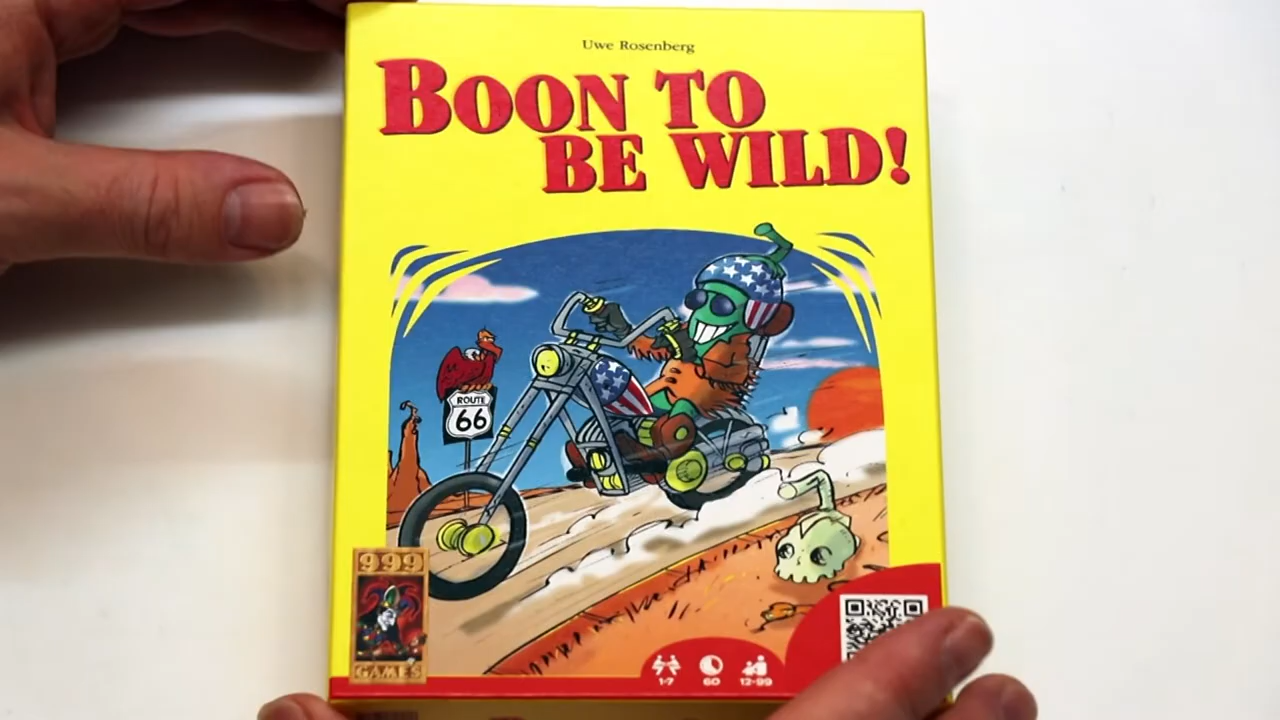 Uwe Rosenberg
BOON TO
BE WILD!
ROUTE
66
999
GAMES
1-7
60
12-99